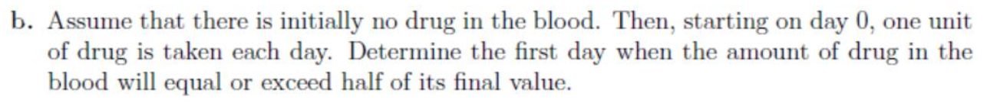 b. Assume that there is initially no drug in the blood. Then, starting on day 0, one unit
of drug is taken each day. Determine the first day when the amount of drug in the
blood will equal or exceed half of its final value.